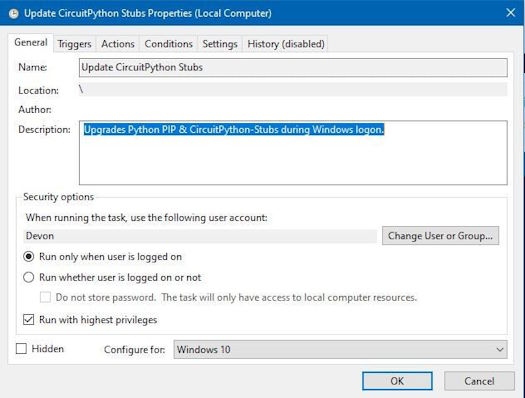 Update CircuitPython Stubs Properties (Local Computer)
General Triggers Actions Conditions Settings History (disabled)
Name: Update CircuitPython Stubs
Location: \
Author:
Description: Upgrades Python PIP & CircuitPython-Stubs during Windows logon.
Security options
When running the task, use the following user account:
Devon Change User or Group...
Run only when user is logged on
Run whether user is logged on or not
Do not store password. The task will only have access to local computer resources.
Run with highest privileges
Hidden Configure for: Windows 10
OK Cancel